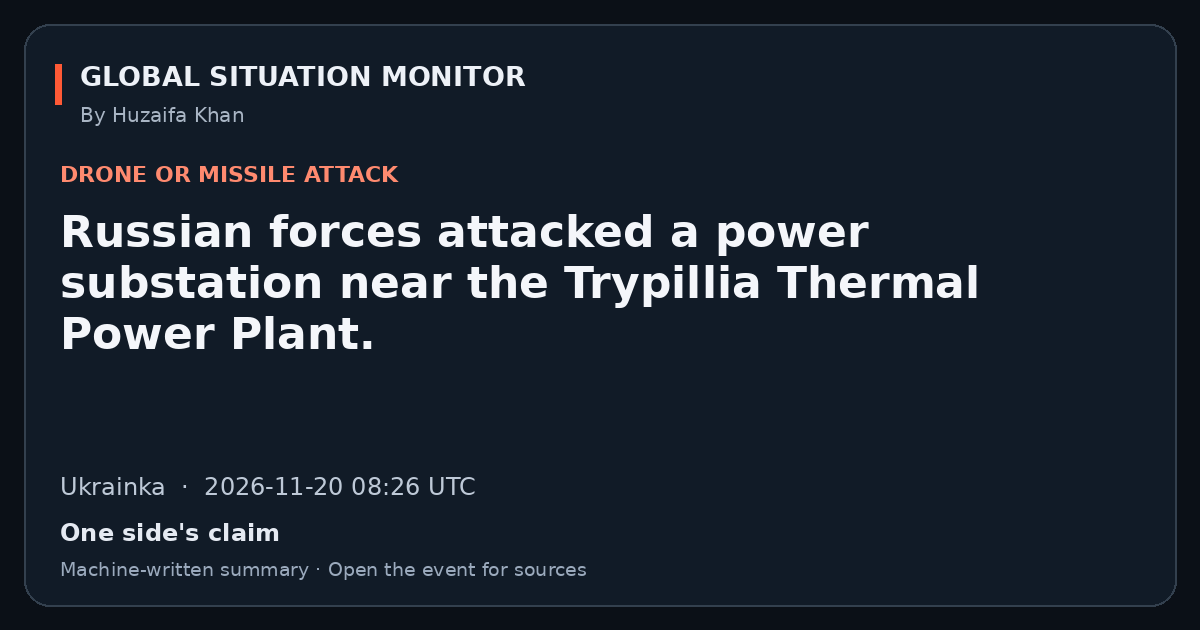 GLOBAL SITUATION MONITOR
By Huzaifa Khan
DRONE OR MISSILE ATTACK
Russian forces attacked a power
substation near the Trypillia Thermal
Power Plant.
Ukrainka · 2026-11-20 08:26 UTC
One side's claim
Machine-written summary · Open the event for sources